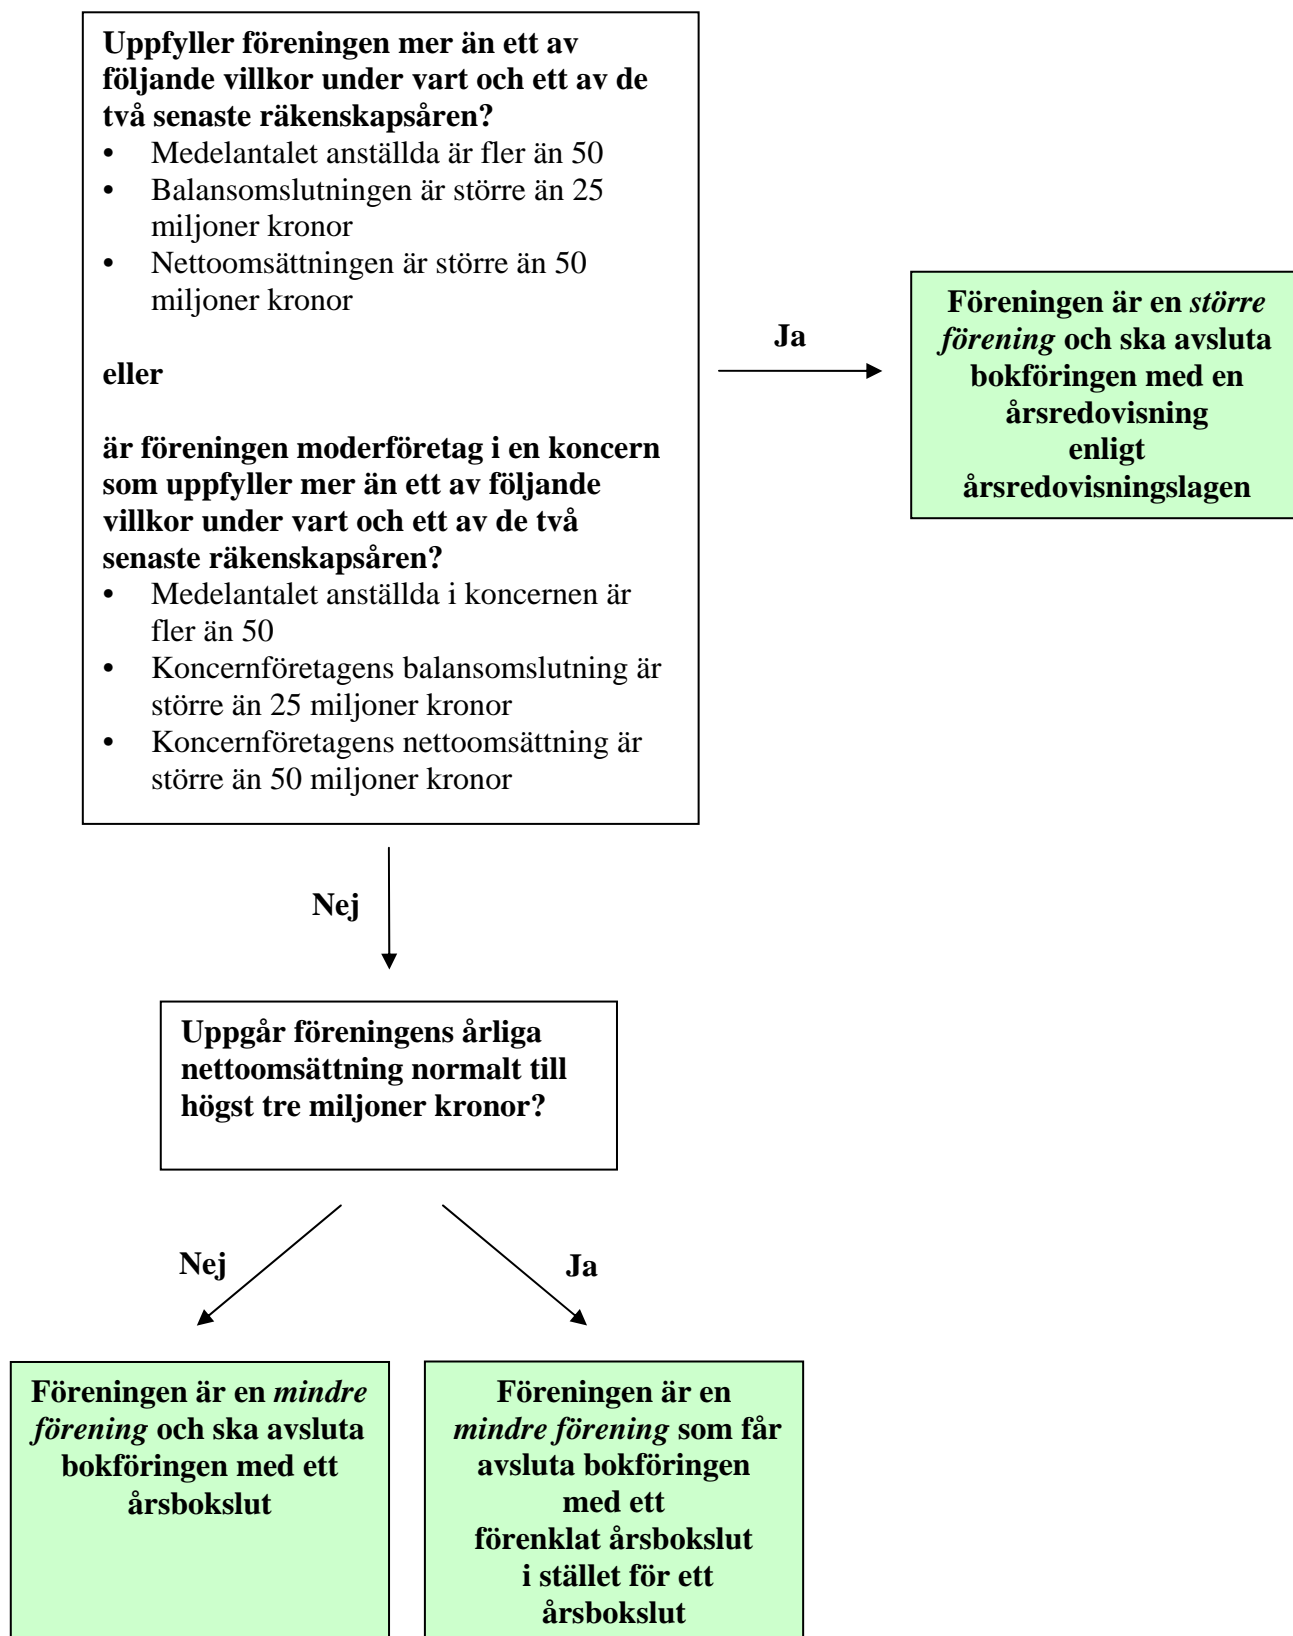 Uppfyller föreningen mer än ett av
följande villkor under vart och ett av de
två senaste räkenskapsåren?
• Medelantalet anställda är fler än 50
• Balansomslutningen är större än 25
miljoner kronor
• Nettoomsättningen är större än 50
miljoner kronor
eller
är föreningen moderföretag i en koncern
som uppfyller mer än ett av följande
villkor under vart och ett av de två
senaste räkenskapsåren?
• Medelantalet anställda i koncernen är
fler än 50
• Koncernföretagens balansomslutning är
större än 25 miljoner kronor
• Koncernföretagens nettoomsättning är
större än 50 miljoner kronor
Ja
Föreningen är en större
förening och ska avsluta
bokföringen med en
årsredovisning
enligt
årsredovisningslagen
Nej
Uppgår föreningens årliga
nettoomsättning normalt till
högst tre miljoner kronor?
Nej
Ja
Föreningen är en mindre
förening och ska avsluta
bokföringen med ett
årsbokslut
Föreningen är en
mindre förening som får
avsluta bokföringen
med ett
förenklat årsbokslut
i stället för ett
årsbokslut